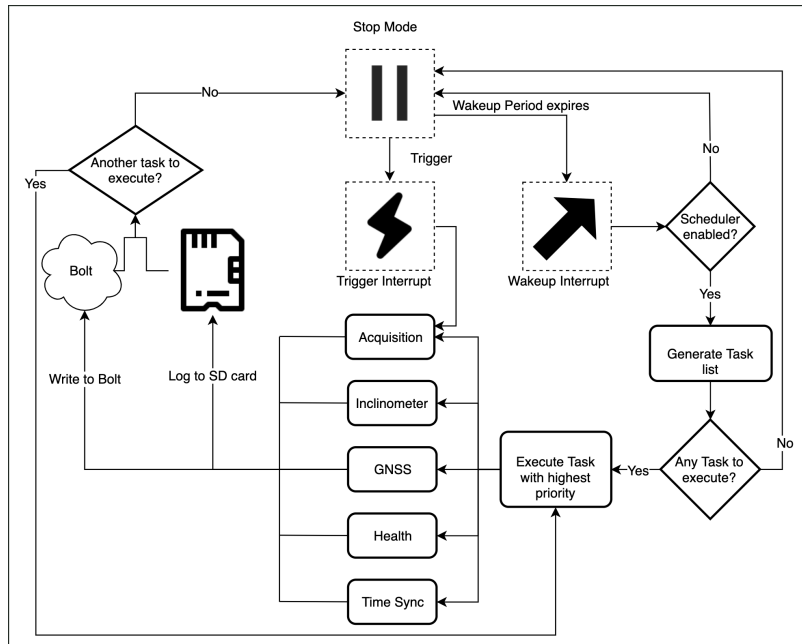 Stop Mode
No
Wakeup Period expires
Another task to
execute?
Trigger
No
Yes
Scheduler
enabled?
Bolt
Trigger Interrupt
Wakeup Interrupt
Yes
Acquisition
Generate Task
list
Write to Bolt
Log to SD card
Inclinometer
No
GNSS
Execute Task
with highest
priority
Yes
Any Task to
execute?
Health
Time Sync